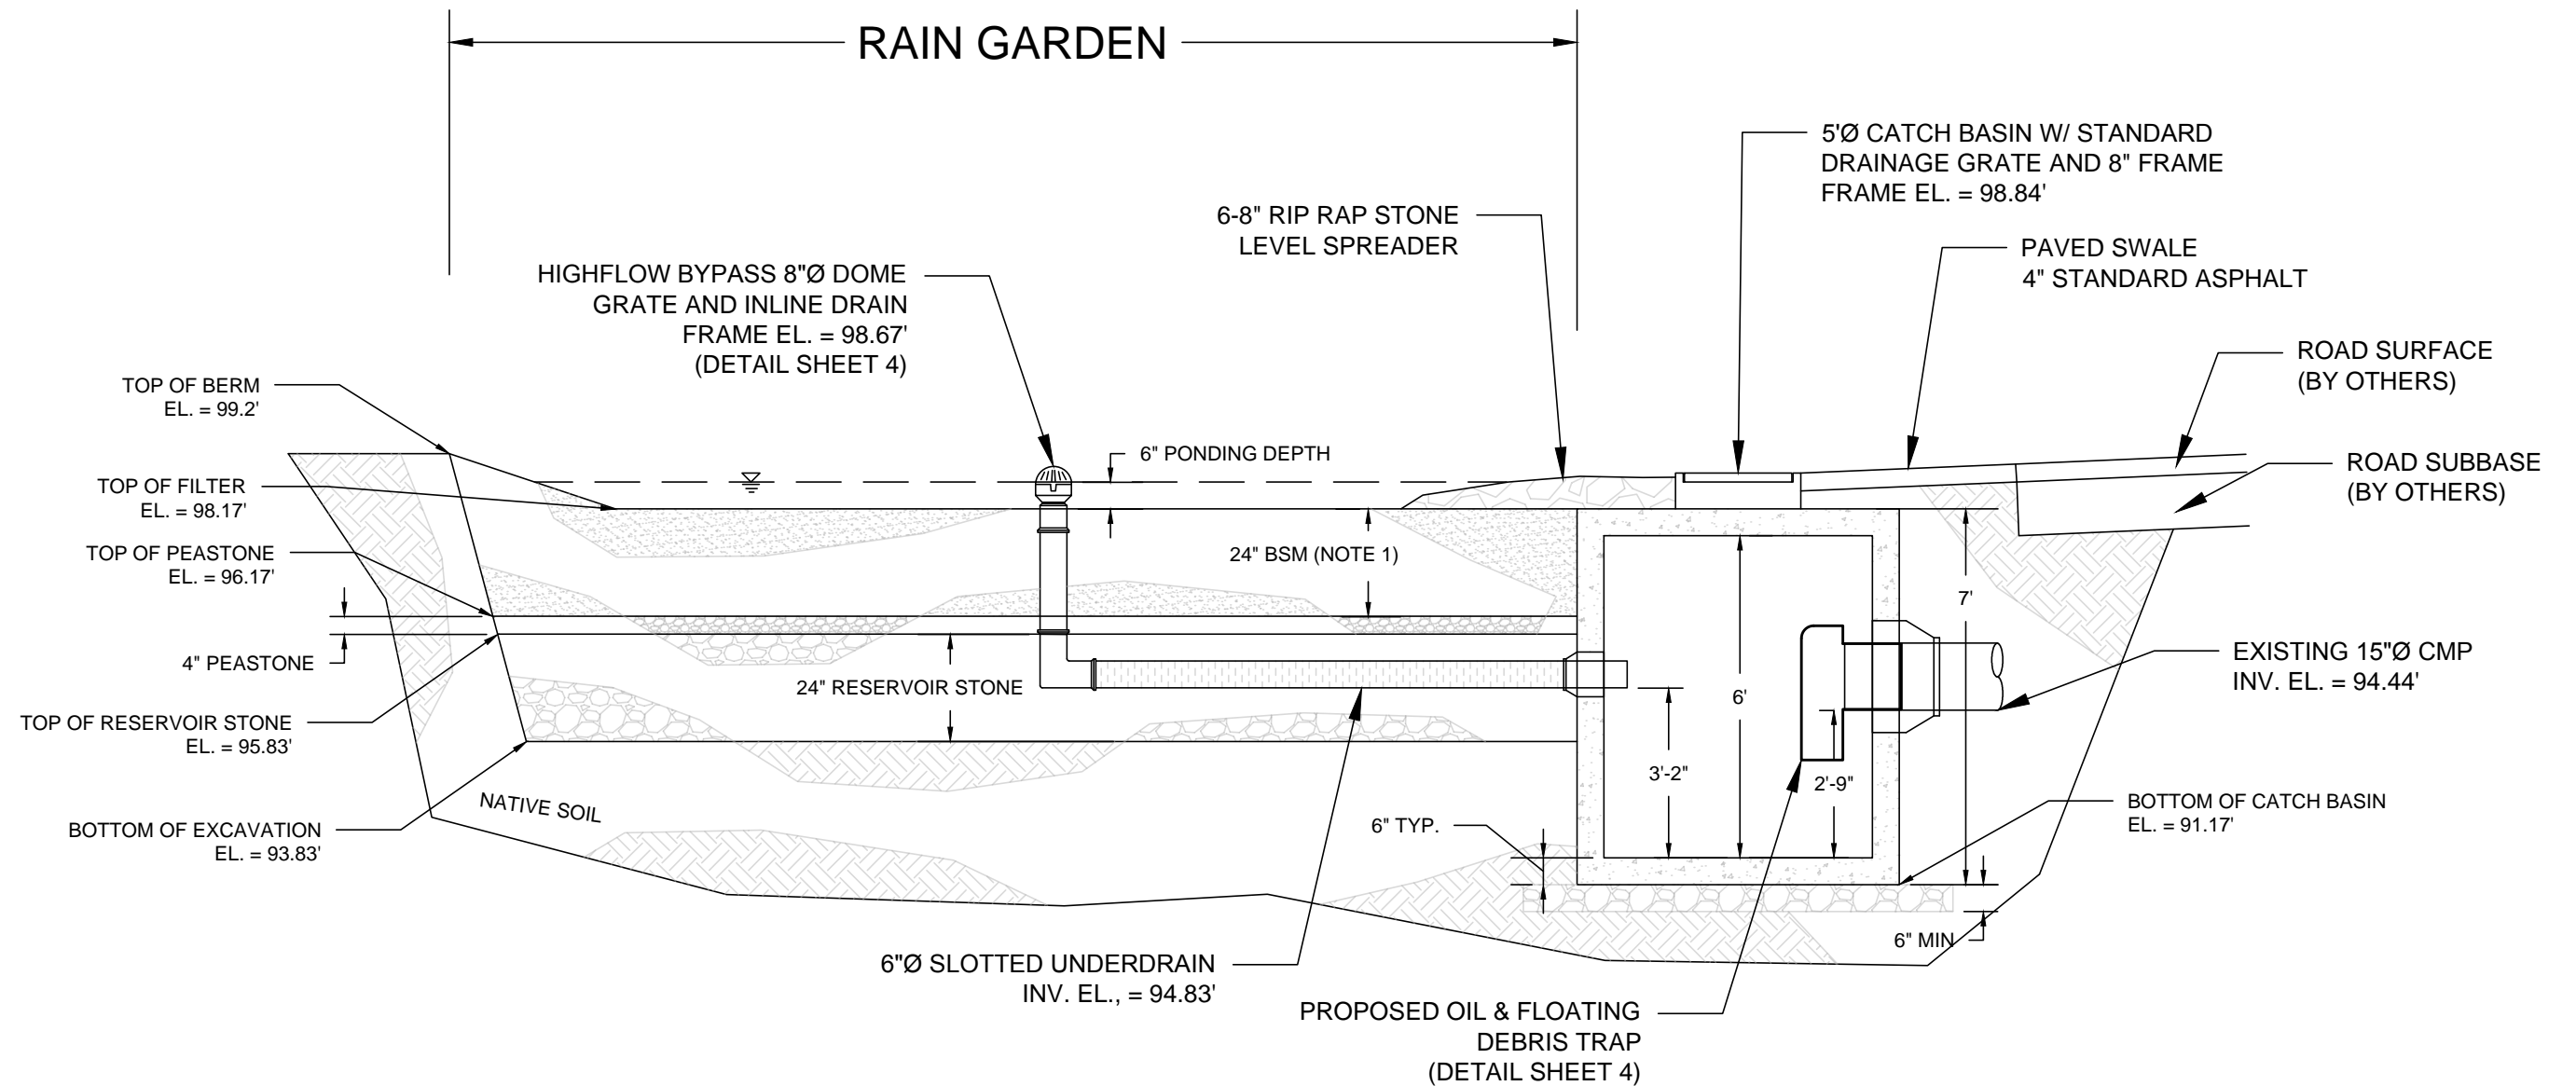 RAIN GARDEN
5'Ø CATCH BASIN W/ STANDARD
DRAINAGE GRATE AND 8" FRAME
FRAME EL. = 98.84'
6-8" RIP RAP STONE
LEVEL SPREADER
PAVED SWALE
4" STANDARD ASPHALT
HIGHFLOW BYPASS 8"Ø DOME
GRATE AND INLINE DRAIN
FRAME EL. = 98.67'
(DETAIL SHEET 4)
ROAD SURFACE
(BY OTHERS)
TOP OF BERM
EL. = 99.2'
6" PONDING DEPTH
ROAD SUBBASE
(BY OTHERS)
TOP OF FILTER
EL. = 98.17'
TOP OF PEASTONE
EL. = 96.17'
24" BSM (NOTE 1)
7'
4" PEASTONE
24" RESERVOIR STONE
6'
EXISTING 15"Ø CMP
INV. EL. = 94.44'
TOP OF RESERVOIR STONE
EL. = 95.83'
3'-2"
2'-9"
NATIVE SOIL
BOTTOM OF EXCAVATION
EL. = 93.83'
6" TYP.
BOTTOM OF CATCH BASIN
EL. = 91.17'
6" MIN
6"Ø SLOTTED UNDERDRAIN
INV. EL., = 94.83'
PROPOSED OIL & FLOATING
DEBRIS TRAP
(DETAIL SHEET 4)